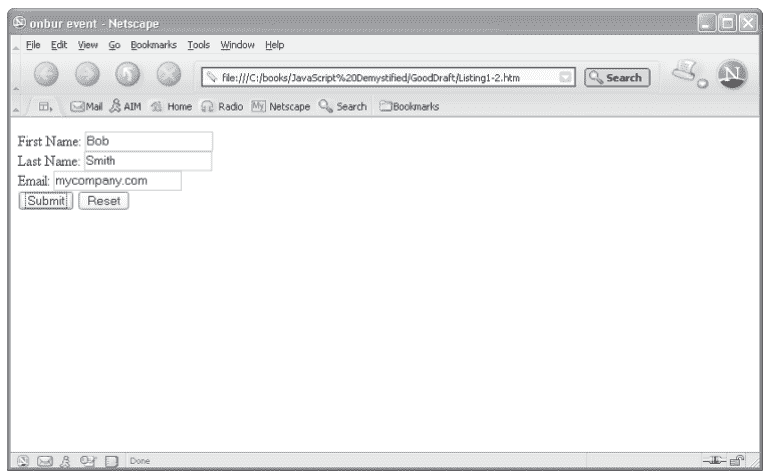 onbur event - Netscape
File Edit View Go Bookmarks Tools Window Help
file:///C:/books/JavaScript%20Demystified/GoodDraft/Listing1-2.htm Search N
Mail AIM Home Radio My Netscape Search Bookmarks
First Name: Bob
Last Name: Smith
Email: mycompany.com
Submit Reset
Done